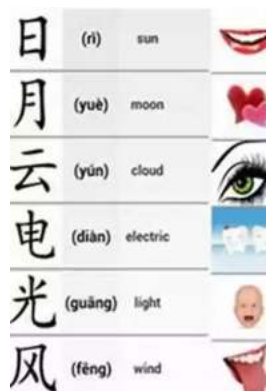 日 (rì) sun
月 (yuè) moon
云 (yún) cloud
电 (diàn) electric
光 (guāng) light
风 (fēng) wind